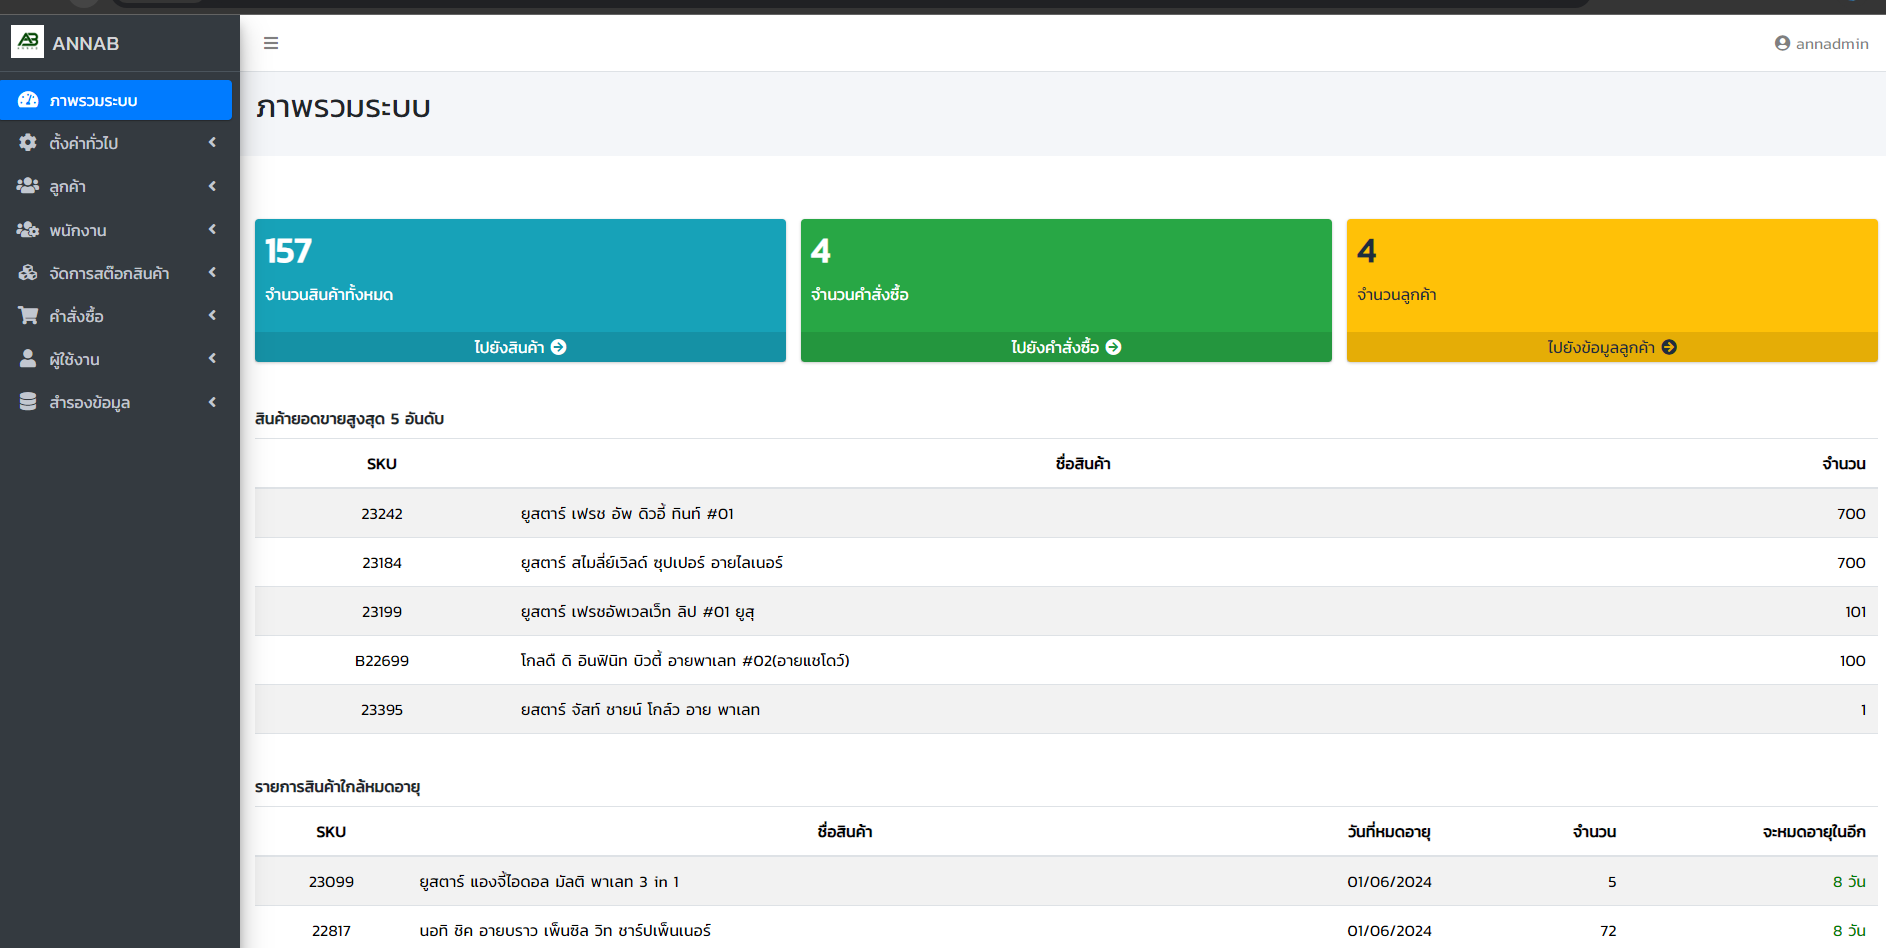 ANNAB
annadmin
ภาพรวมระบบ
ตั้งค่าทั่วไป
ลูกค้า
พนักงาน
จัดการสต๊อกสินค้า
คำสั่งซื้อ
ผู้ใช้งาน
สำรองข้อมูล
ภาพรวมระบบ
157
จำนวนสินค้าทั้งหมด
ไปยังสินค้า
4
จำนวนคำสั่งซื้อ
ไปยังคำสั่งซื้อ
4
จำนวนลูกค้า
ไปยังข้อมูลลูกค้า
สินค้ายอดขายสูงสุด 5 อันดับ
SKU ชื่อสินค้า จำนวน
23242 ยูสตาร์ เฟรช อัพ ดิวอี้ ทินท์ #01 700
23184 ยูสตาร์ สไมลี่ย์เวิลด์ ซุปเปอร์ อายไลเนอร์ 700
23199 ยูสตาร์ เฟรชอัพเวลเว็ท ลิป #01 ยูสุ 101
B22699 โกลดื ดิ อินฟินิท บิวตี้ อายพาเลท #02(อายแชโดว์) 100
23395 ยสตาร์ จัสท์ ชายน์ โกล์ว อาย พาเลท 1
รายการสินค้าใกล้หมดอายุ
SKU ชื่อสินค้า วันที่หมดอายุ จำนวน จะหมดอายุในอีก
23099 ยูสตาร์ แองจี้ไอดอล มัลติ พาเลท 3 in 1 01/06/2024 5 8 วัน
22817 นอทิ ชิค อายบราว เพ็นซิล วิท ชาร์ปเพ็นเนอร์ 01/06/2024 72 8 วัน